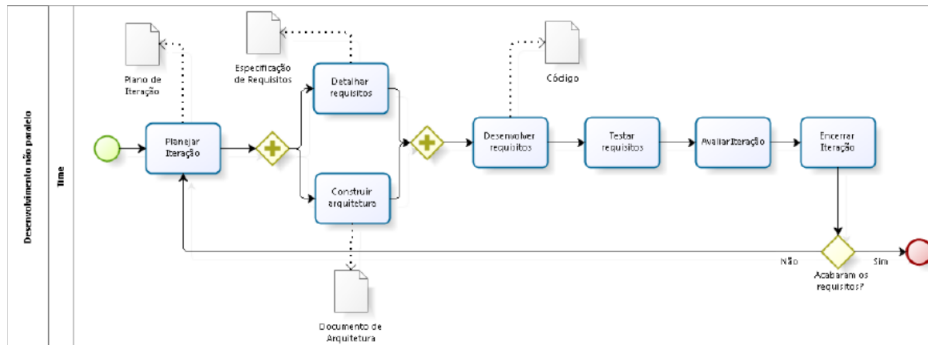 Desenvolvimento não paralelo
Time
Plano de
Iteração
Especificação
de Requisitos
Código
Planejar
Iteração
Detalhar
requisitos
Construir
arquitetura
Desenvolver
requisitos
Testar
requisitos
Avaliar Iteração
Encerrar
Iteração
Não
Sim
Acabaram os
requisitos?
Documento de
Arquitetura